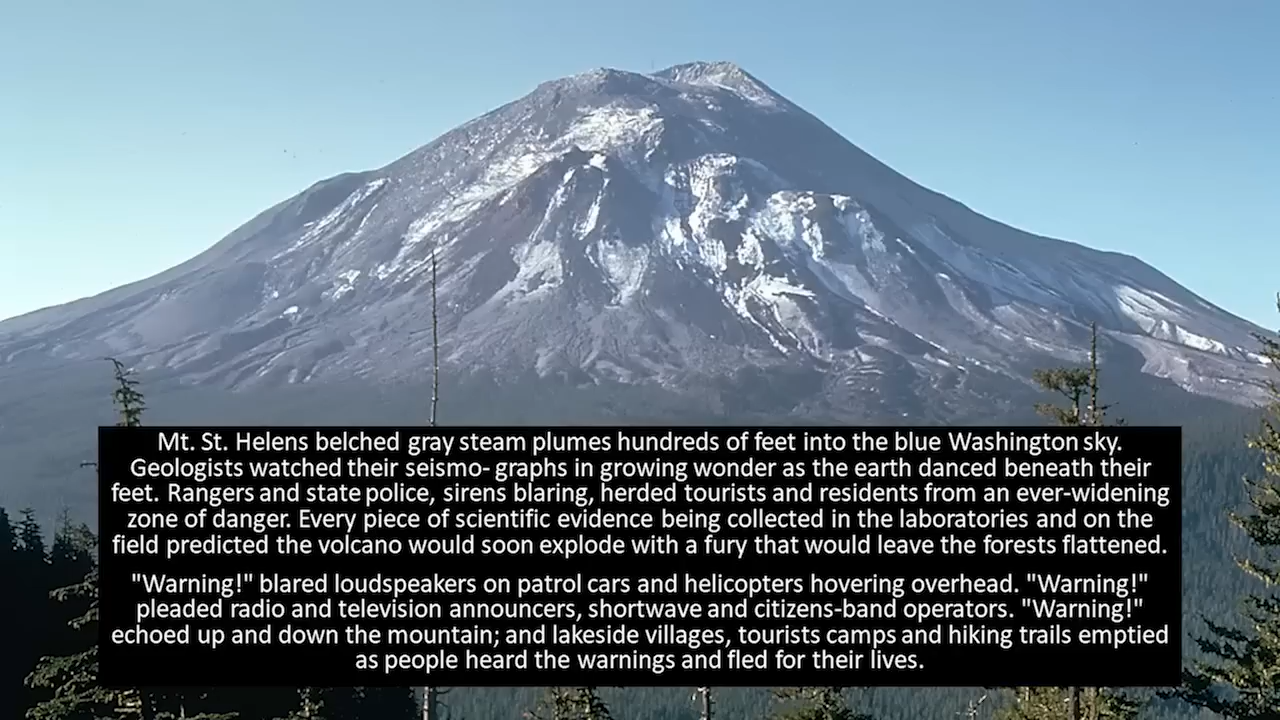 Mt. St. Helens belched gray steam plumes hundreds of feet into the blue Washington sky.
Geologists watched their seismo- graphs in growing wonder as the earth danced beneath their
feet. Rangers and state police, sirens blaring, herded tourists and residents from an ever-widening
zone of danger. Every piece of scientific evidence being collected in the laboratories and on the
field predicted the volcano would soon explode with a fury that would leave the forests flattened.
"Warning!" blared loudspeakers on patrol cars and helicopters hovering overhead. "Warning!"
pleaded radio and television announcers, shortwave and citizens-band operators. "Warning!"
echoed up and down the mountain; and lakeside villages, tourists camps and hiking trails emptied
as people heard the warnings and fled for their lives.